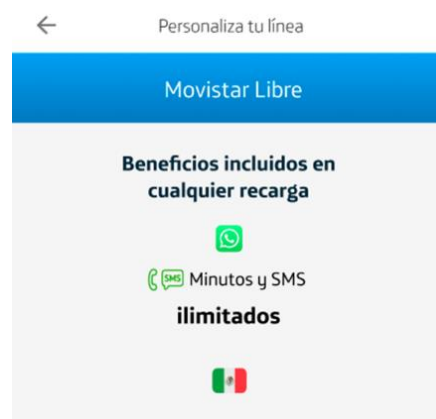 Personaliza tu línea
Movistar Libre
Beneficios incluidos en
cualquier recarga
SMS Minutos y SMS
ilimitados